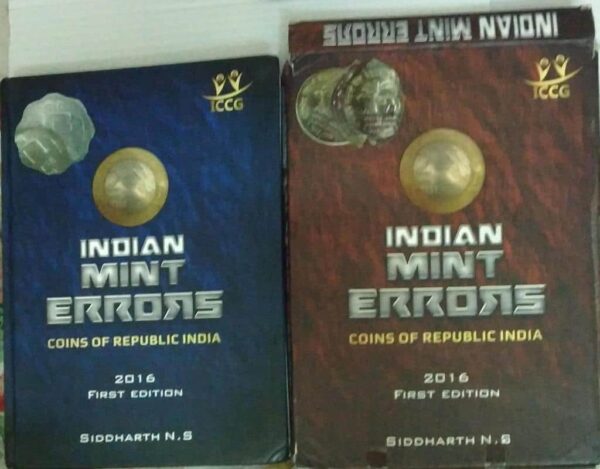 ICCG
INDIAN
MINT
ERRORS
COINS OF REPUBLIC INDIA
2016
FIRST EDITION
SIDDHARTH N.S
INDIAN MINT ERRORS
ICCG
INDIAN
MINT
ERRORS
COINS OF REPUBLIC INDIA
2016
FIRST EDITION
SIDDHARTH N.S